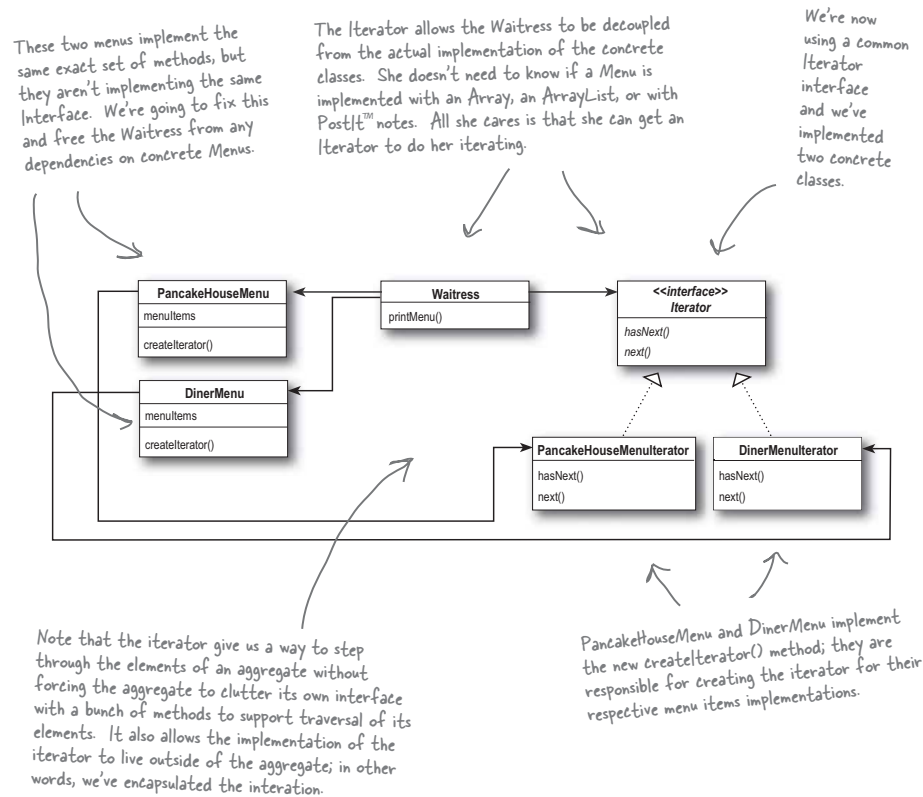 These two menus implement the
same exact set of methods, but
they aren't implementing the same
Interface. We're going to fix this
and free the Waitress from any
dependencies on concrete Menus.
The Iterator allows the Waitress to be decoupled
from the actual implementation of the concrete
classes. She doesn't need to know if a Menu is
implemented with an Array, an ArrayList, or with
PostIt™ notes. All she cares is that she can get an
Iterator to do her iterating.
We're now
using a common
Iterator
interface
and we've
implemented
two concrete
classes.
PancakeHouseMenu
menuItems
createIterator()
Waitress
printMenu()
<<interface>>
Iterator
hasNext()
next()
DinerMenu
menuItems
createIterator()
PancakeHouseMenuIterator
hasNext()
next()
DinerMenuIterator
hasNext()
next()
Note that the iterator give us a way to step
through the elements of an aggregate without
forcing the aggregate to clutter its own interface
with a bunch of methods to support traversal of its
elements. It also allows the implementation of the
iterator to live outside of the aggregate; in other
words, we've encapsulated the interation.
PancakeHouseMenu and DinerMenu implement
the new createIterator() method; they are
responsible for creating the iterator for their
respective menu items implementations.